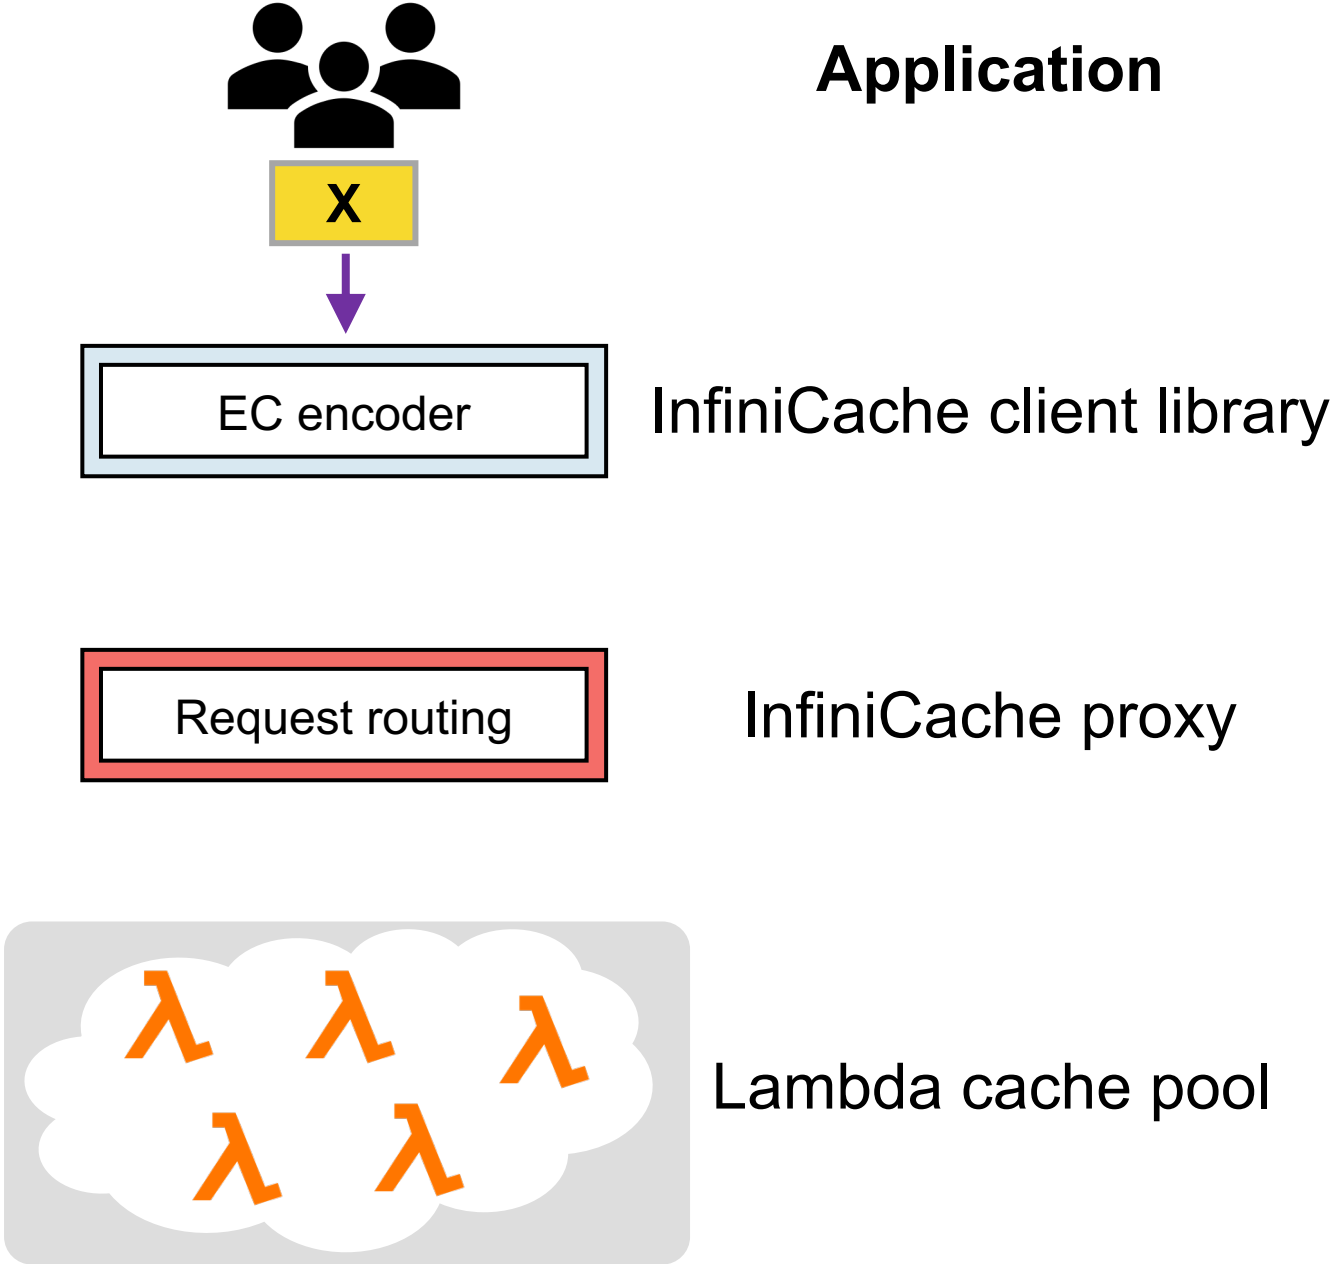 Application
X
EC encoder
InfiniCache client library
Request routing
InfiniCache proxy
λ λ λ
λ λ
Lambda cache pool